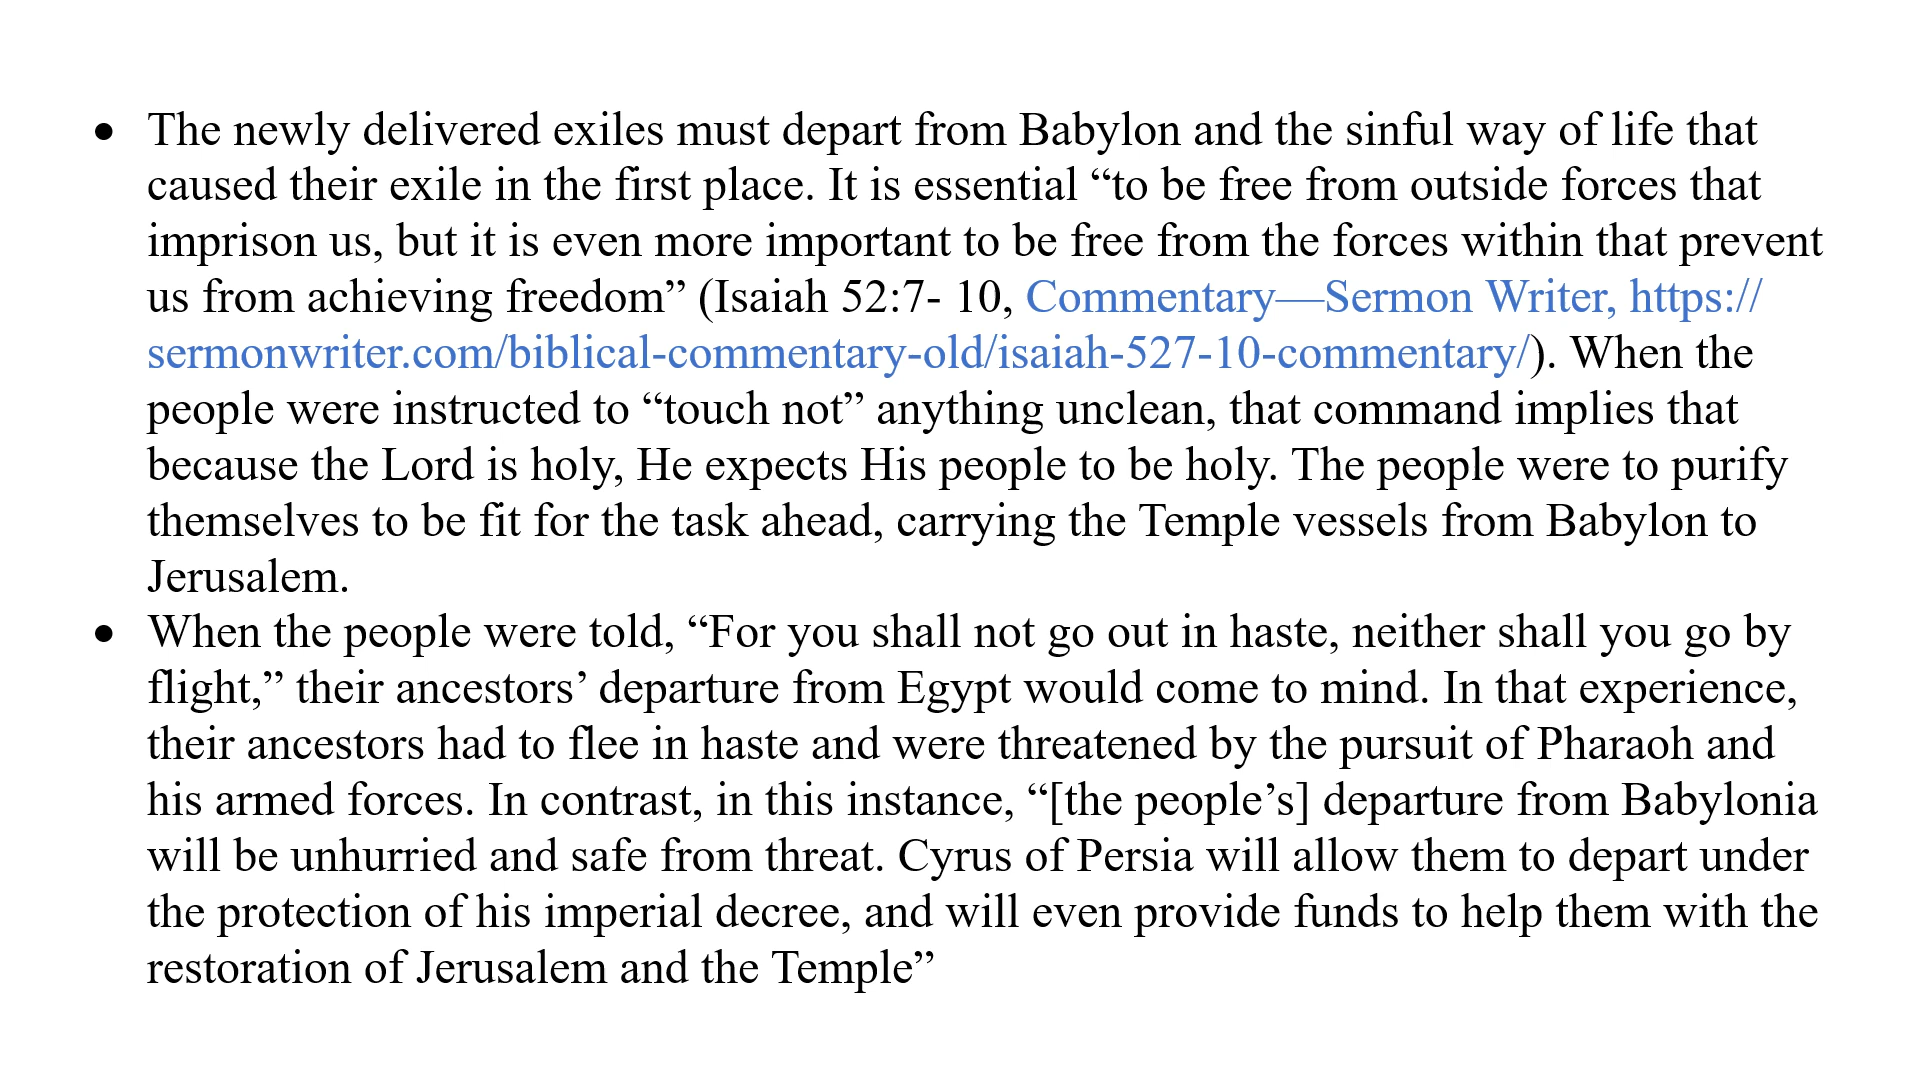 • The newly delivered exiles must depart from Babylon and the sinful way of life that
caused their exile in the first place. It is essential “to be free from outside forces that
imprison us, but it is even more important to be free from the forces within that prevent
us from achieving freedom” (Isaiah 52:7- 10, Commentary—Sermon Writer, https://
sermonwriter.com/biblical-commentary-old/isaiah-527-10-commentary/). When the
people were instructed to “touch not” anything unclean, that command implies that
because the Lord is holy, He expects His people to be holy. The people were to purify
themselves to be fit for the task ahead, carrying the Temple vessels from Babylon to
Jerusalem.
• When the people were told, “For you shall not go out in haste, neither shall you go by
flight,” their ancestors’ departure from Egypt would come to mind. In that experience,
their ancestors had to flee in haste and were threatened by the pursuit of Pharaoh and
his armed forces. In contrast, in this instance, “[the people’s] departure from Babylonia
will be unhurried and safe from threat. Cyrus of Persia will allow them to depart under
the protection of his imperial decree, and will even provide funds to help them with the
restoration of Jerusalem and the Temple”